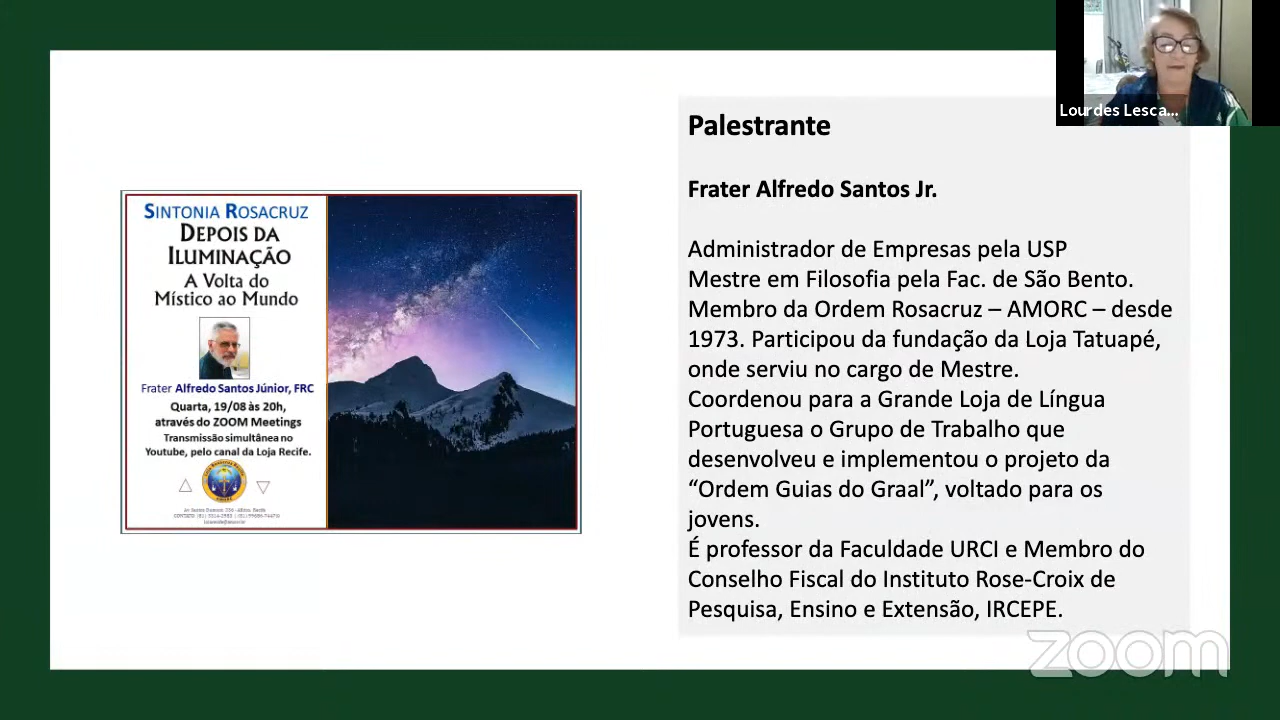 SINTONIA ROSACRUZ
DEPOIS DA
ILUMINAÇÃO
A Volta do
Místico ao Mundo
Frater Alfredo Santos Júnior, FRC
Quarta, 19/08 às 20h,
através do ZOOM Meetings
Transmissão simultânea no
Youtube, pelo canal da Loja Recife.
Palestrante
Frater Alfredo Santos Jr.
Administrador de Empresas pela USP
Mestre em Filosofia pela Fac. de São Bento.
Membro da Ordem Rosacruz – AMORC – desde
1973. Participou da fundação da Loja Tatuapé,
onde serviu no cargo de Mestre.
Coordenou para a Grande Loja de Língua
Portuguesa o Grupo de Trabalho que
desenvolveu e implementou o projeto da
“Ordem Guias do Graal”, voltado para os
jovens.
É professor da Faculdade URCI e Membro do
Conselho Fiscal do Instituto Rose-Croix de
Pesquisa, Ensino e Extensão, IRCEPE.
Lourdes Lesca...
zoom